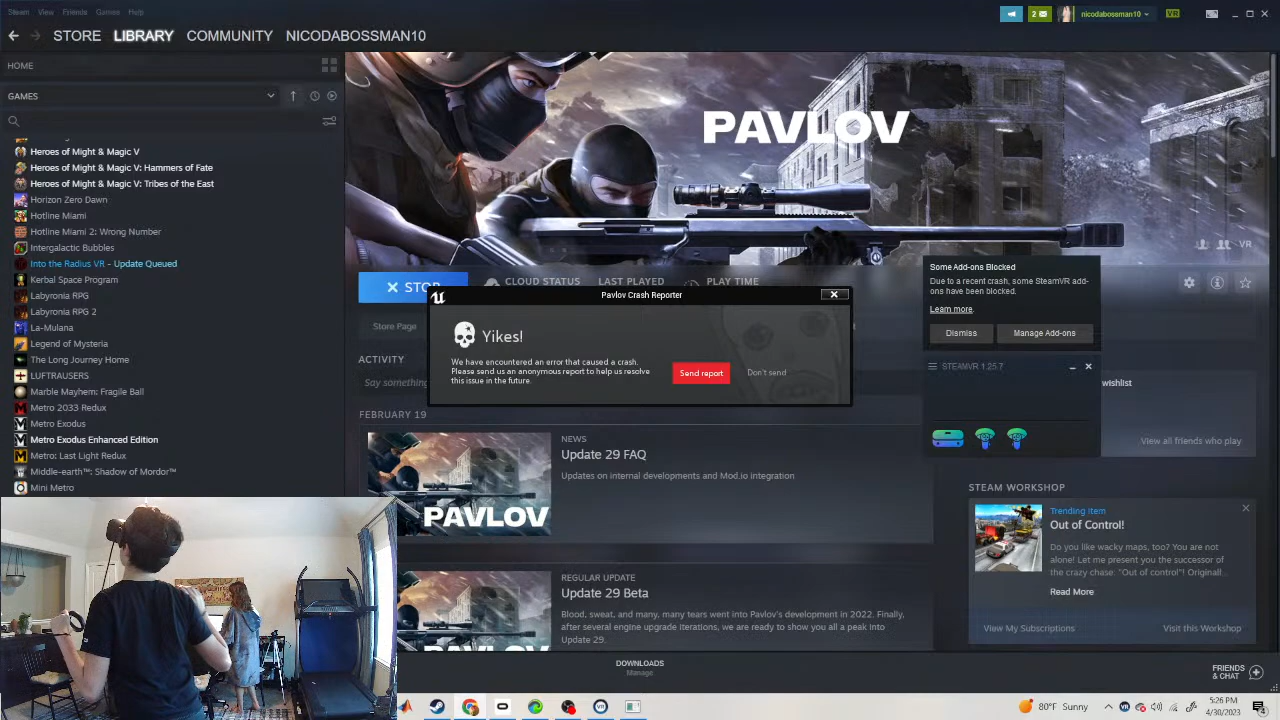 Steam View Friends Games Help
2
nicodabossman10
VR
STORE LIBRARY COMMUNITY NICODABOSSMAN10
HOME
GAMES
Heroes of Might & Magic V
Heroes of Might & Magic V: Hammers of Fate
Heroes of Might & Magic V: Tribes of the East
Horizon Zero Dawn
Hotline Miami
Hotline Miami 2: Wrong Number
Intergalactic Bubbles
Into the Radius VR - Update Queued
Kerbal Space Program
Labyronia RPG
Labyronia RPG 2
La-Mulana
Legend of Mysteria
The Long Journey Home
LUFTRAUSERS
Marble Mayhem: Fragile Ball
Metro 2033 Redux
Metro Exodus
Metro Exodus Enhanced Edition
Metro: Last Light Redux
Middle-earth™: Shadow of Mordor™
Mini Metro
PAVLOV
VR
STOP
CLOUD STATUS LAST PLAYED PLAY TIME
Store Page
ACTIVITY
Say something
FEBRUARY 19
Pavlov Crash Reporter
Yikes!
We have encountered an error that caused a crash.
Please send us an anonymous report to help us resolve
this issue in the future.
Send report
Don't send
Some Add-ons Blocked
Due to a recent crash, some SteamVR add-
ons have been blocked.
Learn more.
Dismiss
Manage Add-ons
STEAMVR 1.25.7
wishlist
View all friends who play
NEWS
Update 29 FAQ
Updates on internal developments and Mod.io integration
PAVLOV
REGULAR UPDATE
Update 29 Beta
Blood, sweat, and many, many tears went into Pavlov's development in 2022. Finally,
after several engine upgrade iterations, we are ready to show you all a peak into
Update 29.
STEAM WORKSHOP
Trending item
Out of Control!
Do you like wacky maps, too? You are not
alone! Let me present you the successor of
the crazy chase: "Out of control"! Originall...
Read More
View My Subscriptions
Visit this Workshop
DOWNLOADS
Manage
FRIENDS
& CHAT
80°F Sunny
5:26 PM
4/30/2023